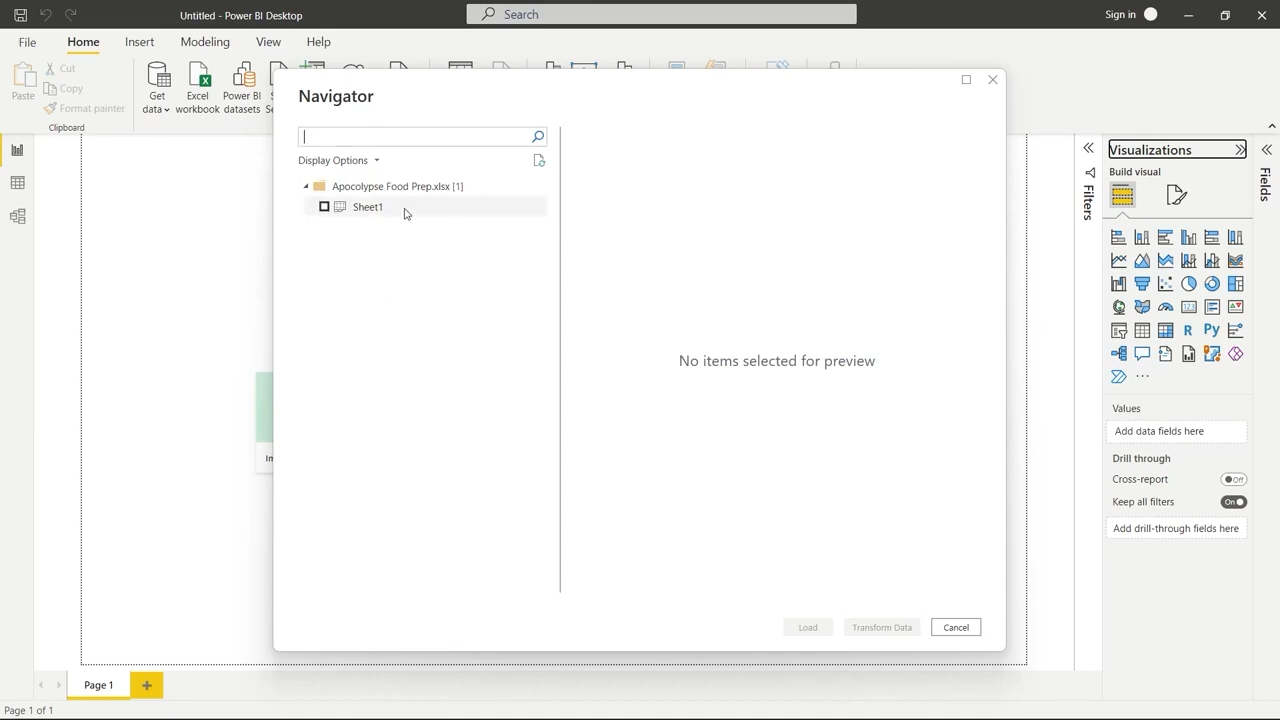 Untitled - Power BI Desktop
Search
Sign in
File
Home
Insert
Modeling
View
Help
Paste
Cut
Copy
Format painter
Clipboard
Get data
Excel workbook
Power BI datasets
Navigator
Display Options
Apocolypse Food Prep.xlsx [1]
Sheet1
No items selected for preview
Load
Transform Data
Cancel
Filters
Visualizations
Build visual
R
Py
123
Values
Add data fields here
Drill through
Cross-report
Off
Keep all filters
On
Add drill-through fields here
Fields
Page 1
Page 1 of 1